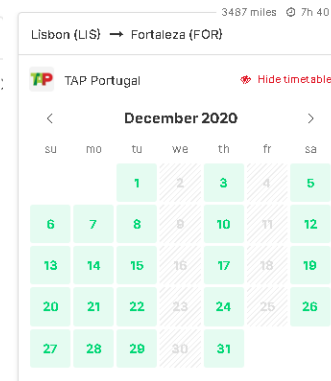 3487 miles 7h 40
Lisbon {LIS} → Fortaleza {FOR}
TAP TAP Portugal Hide timetable
December 2020
su mo tu we th fr sa
1 2 3 4 5
6 7 8 9 10 11 12
13 14 15 16 17 18 19
20 21 22 23 24 25 26
27 28 29 30 31